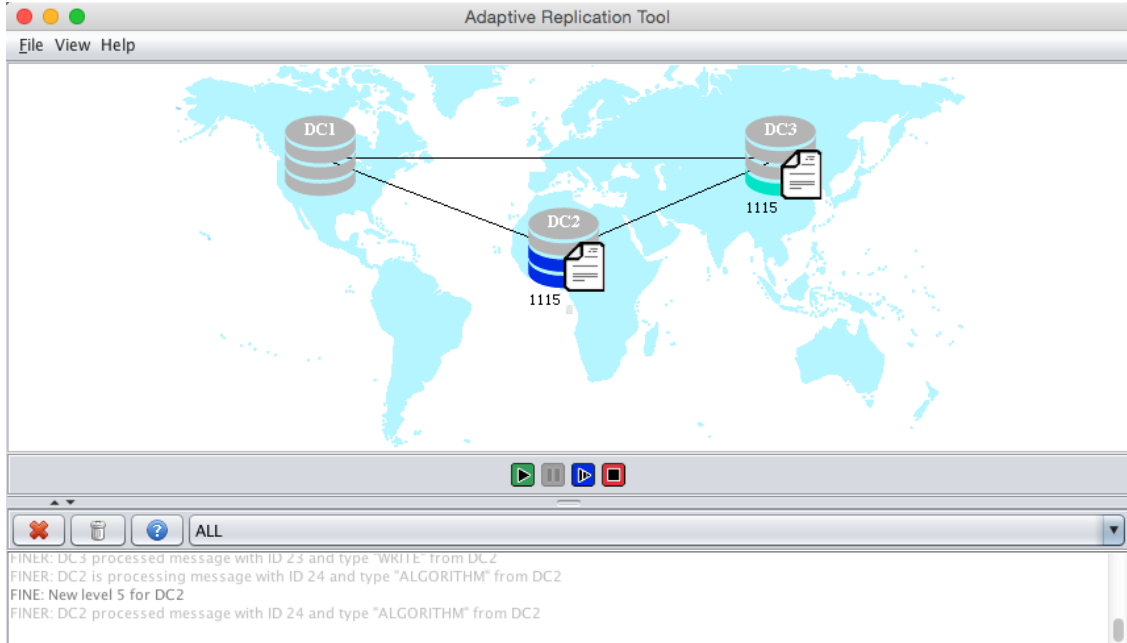 Adaptive Replication Tool
File View Help
DC1
DC3
1115
DC2
1115
ALL
FINER: DC3 processed message with ID 23 and type "WRITE" from DC2
FINER: DC2 is processing message with ID 24 and type "ALGORITHM" from DC2
FINE: New level 5 for DC2
FINER: DC2 processed message with ID 24 and type "ALGORITHM" from DC2